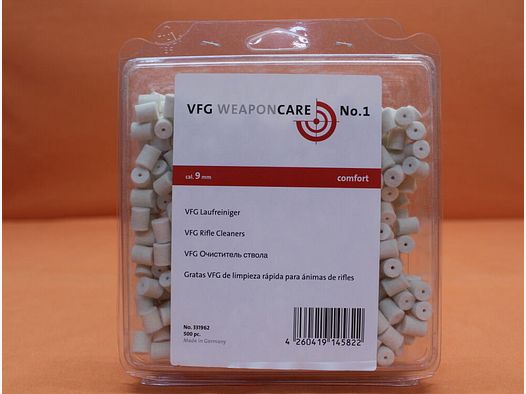 VFG WEAPONCARE No.1
cal. 9 mm comfort
VFG Laufreiniger
VFG Rifle Cleaners
VFG Очиститель ствола
Gratas VFG de limpieza rápida para ánimas de rifles
No. 331962
500 pc.
Made in Germany
4 260419 145822